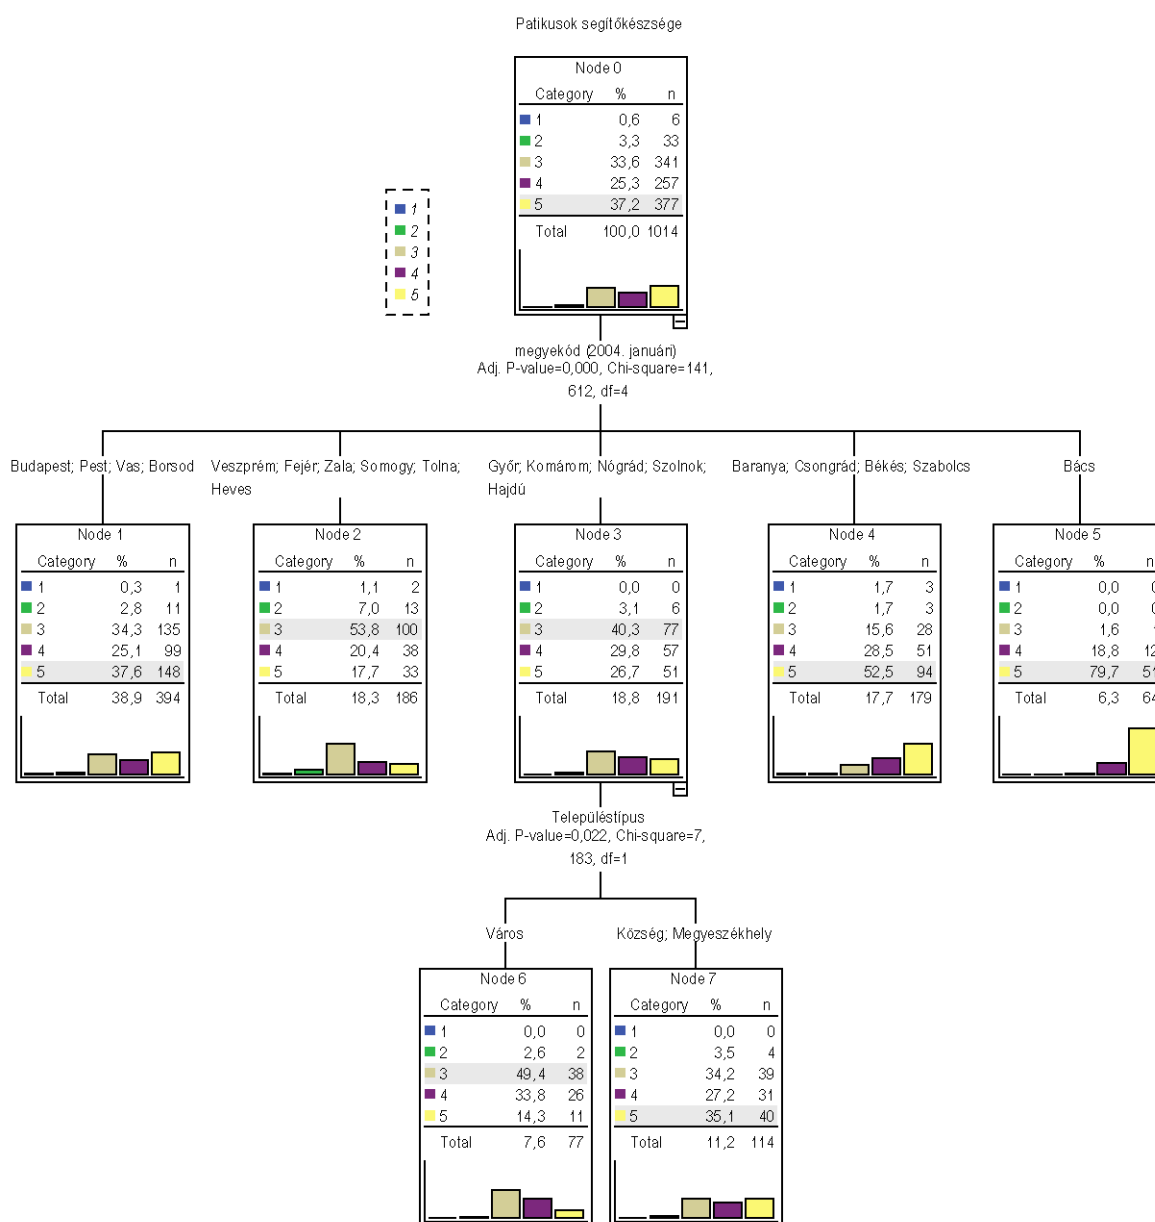 Patikusok segítőkészsége
Node 0
Category % n
1 0,6 6
2 3,3 33
3 33,6 341
4 25,3 257
5 37,2 377
Total 100,0 1014
1
2
3
4
5
megyekód (2004. januári)
Adj. P-value=0,000, Chi-square=141,
612, df=4
Budapest; Pest; Vas; Borsod
Veszprém; Fejér; Zala; Somogy; Tolna;
Heves
Győr; Komárom; Nógrád; Szolnok;
Hajdú
Baranya; Csongrád; Békés; Szabolcs
Bács
Node 1
Category % n
1 0,3 1
2 2,8 11
3 34,3 135
4 25,1 99
5 37,6 148
Total 38,9 394
Node 2
Category % n
1 1,1 2
2 7,0 13
3 53,8 100
4 20,4 38
5 17,7 33
Total 18,3 186
Node 3
Category % n
1 0,0 0
2 3,1 6
3 40,3 77
4 29,8 57
5 26,7 51
Total 18,8 191
Node 4
Category % n
1 1,7 3
2 1,7 3
3 15,6 28
4 28,5 51
5 52,5 94
Total 17,7 179
Node 5
Category % n
1 0,0 0
2 0,0 0
3 1,6 1
4 18,8 12
5 79,7 51
Total 6,3 64
Településtípus
Adj. P-value=0,022, Chi-square=7,
183, df=1
Város
Község; Megyeszékhely
Node 6
Category % n
1 0,0 0
2 2,6 2
3 49,4 38
4 33,8 26
5 14,3 11
Total 7,6 77
Node 7
Category % n
1 0,0 0
2 3,5 4
3 34,2 39
4 27,2 31
5 35,1 40
Total 11,2 114